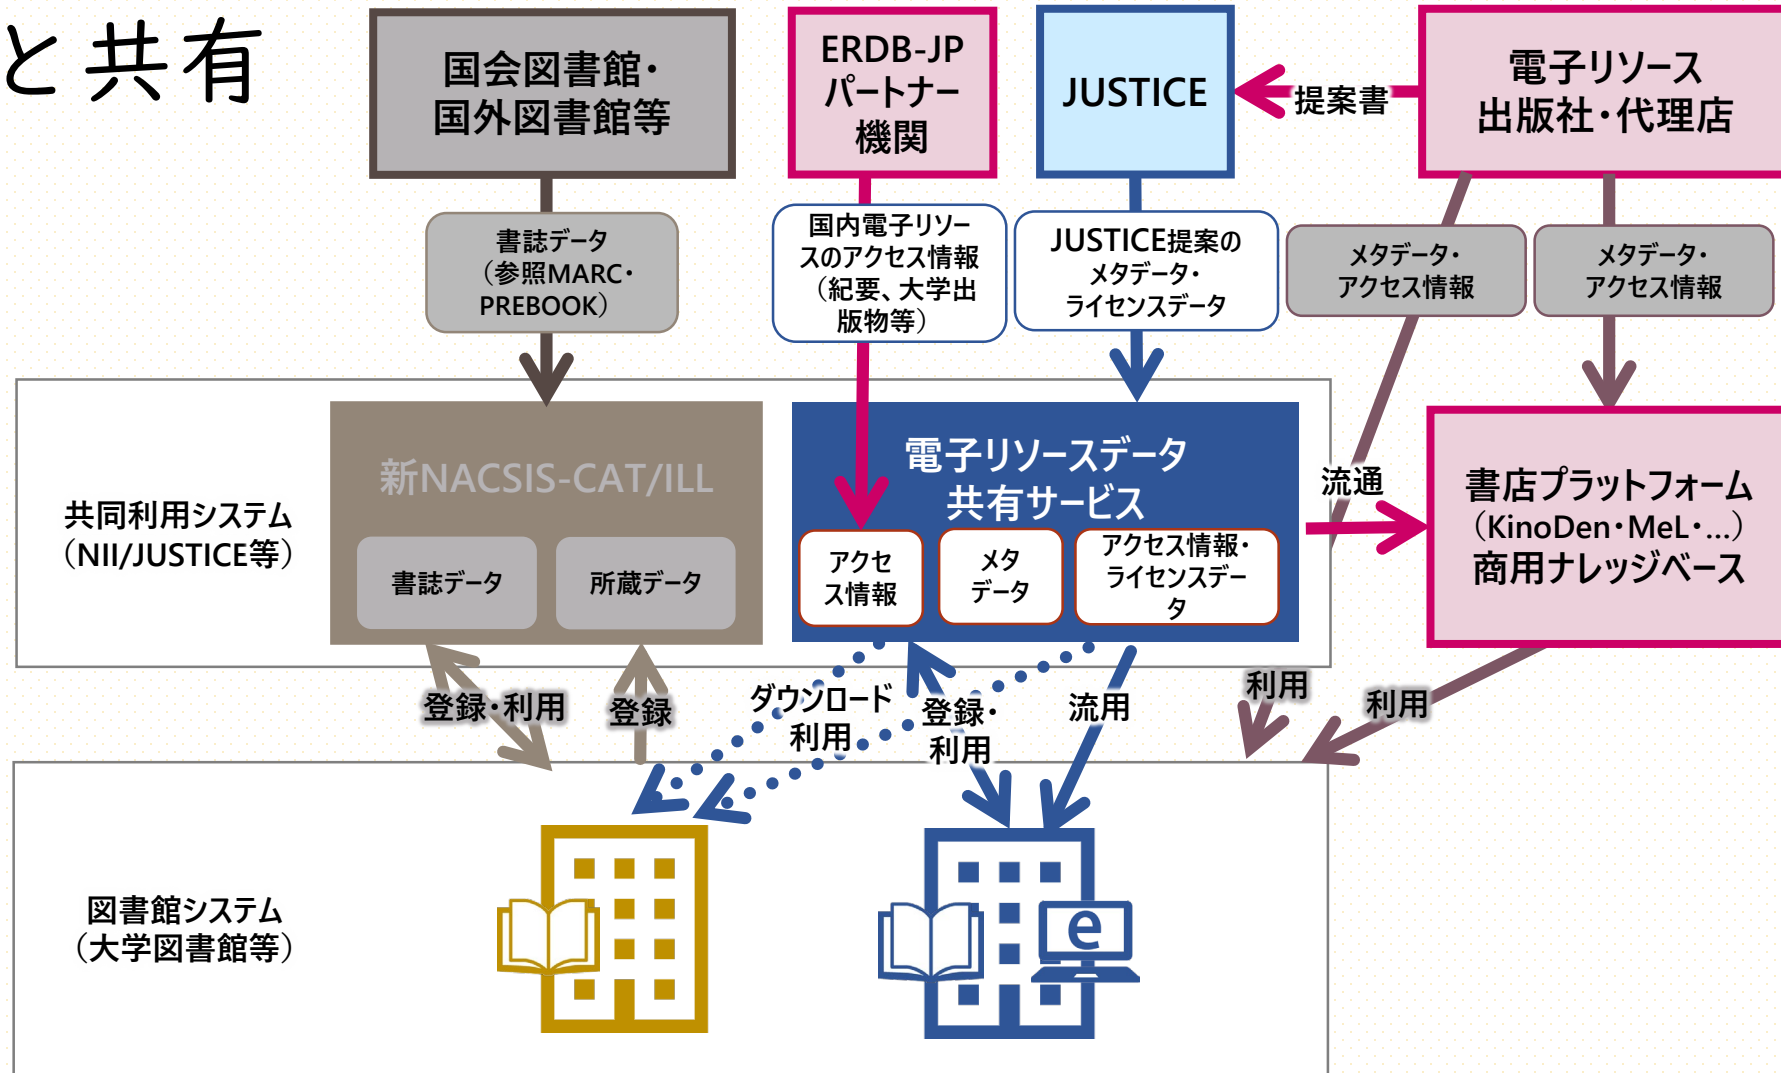 と共有
国会図書館・
国外図書館等
ERDB-JP
パートナー
機関
JUSTICE
提案書
電子リソース
出版社・代理店
書誌データ
（参照MARC・
PREBOOK）
国内電子リソー
スのアクセス情報
（紀要、大学出
版物等）
JUSTICE提案の
メタデータ・
ライセンスデータ
メタデータ・
アクセス情報
メタデータ・
アクセス情報
共同利用システム
（NII/JUSTICE等）
新NACSIS-CAT/ILL
書誌データ
所蔵データ
電子リソースデータ
共有サービス
アクセ
ス情報
メタ
データ
アクセス情報・
ライセンスデー
タ
流通
書店プラットフォーム
（KinoDen・MeL・...）
商用ナレッジベース
登録・利用
登録
ダウンロード
利用
登録・
利用
流用
利用
利用
図書館システム
（大学図書館等）
e